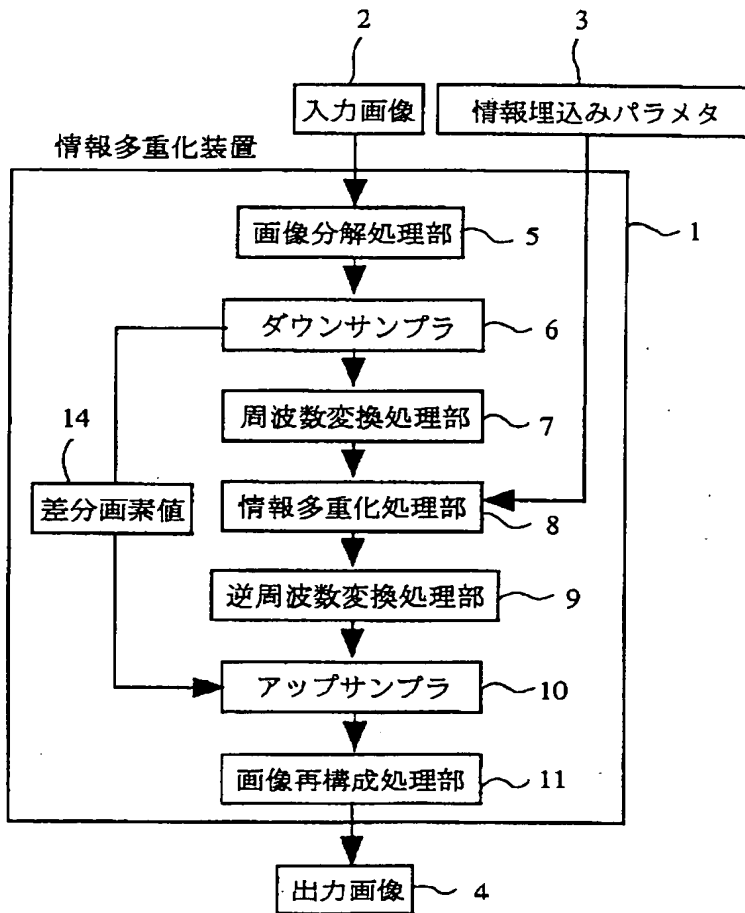 2
3
入力画像
情報埋込みパラメタ
情報多重化装置
画像分解処理部
5
1
ダウンサンプラ
6
周波数変換処理部
7
14
差分画素値
情報多重化処理部
8
逆周波数変換処理部
9
アップサンプラ
10
画像再構成処理部
11
出力画像
4